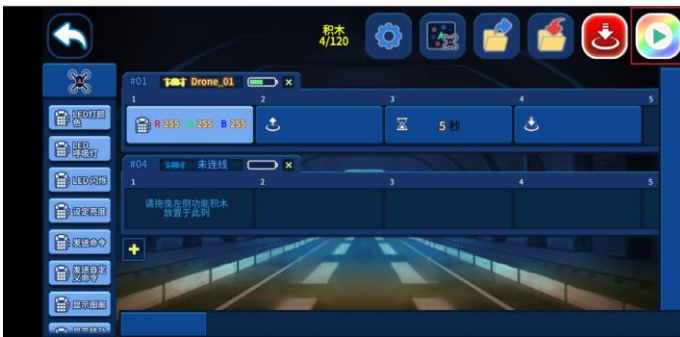 积木
4/120
#01 Drone_01
1 2 3 4 5
R 255 G 255 B 255
5 秒
#04 未连线
1 2 3 4 5
请拖曳左侧功能积木
放置于此列
LED灯颜
色
LED
呼吸灯
LED闪烁
设定亮度
发送命令
发送自定
义命令
显示图案